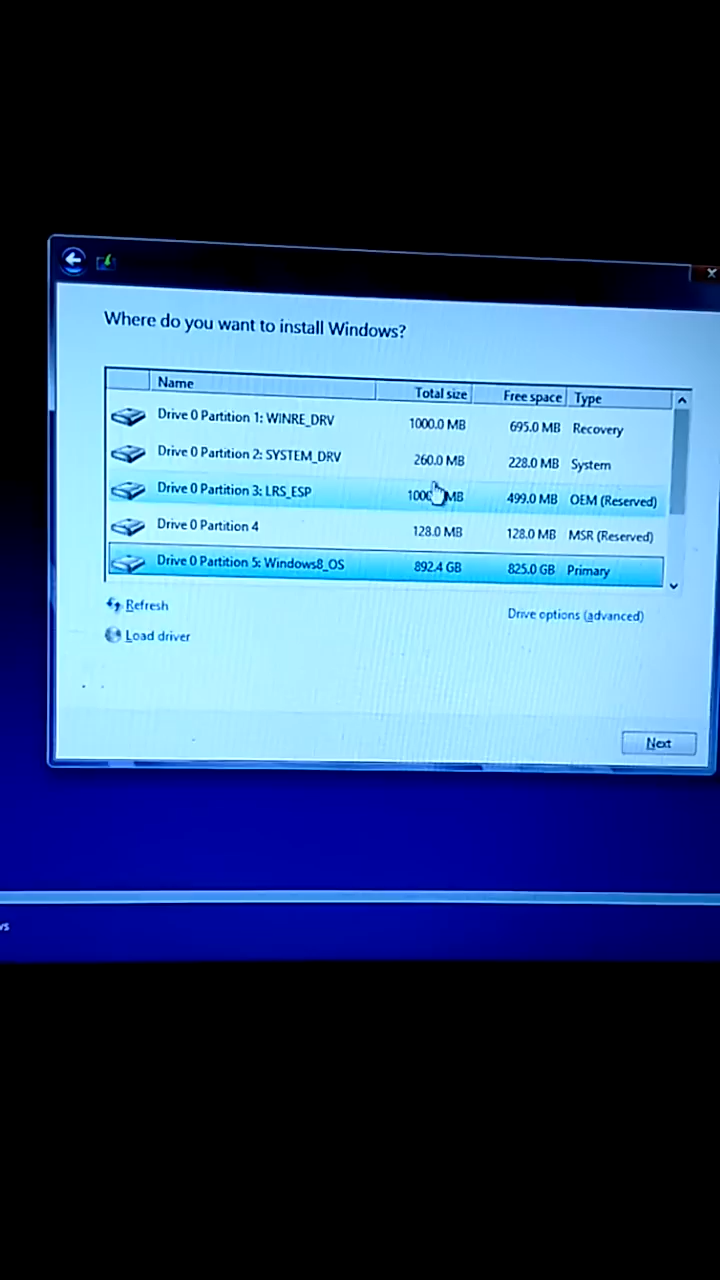 Where do you want to install Windows?
Name Total size Free space Type
Drive 0 Partition 1: WINRE_DRV 1000.0 MB 695.0 MB Recovery
Drive 0 Partition 2: SYSTEM_DRV 260.0 MB 228.0 MB System
Drive 0 Partition 3: LRS_ESP MB 499.0 MB OEM (Reserved)
Drive 0 Partition 4 128.0 MB 128.0 MB MSR (Reserved)
Drive 0 Partition 5: Windows8_OS 892.4 GB 825.0 GB Primary
Refresh Drive options (advanced)
Load driver
Next